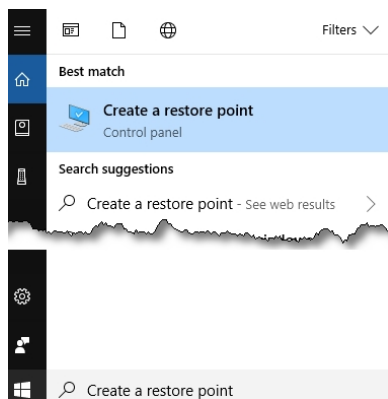 Filters
Best match
Create a restore point
Control panel
Search suggestions
Create a restore point - See web results
Create a restore point